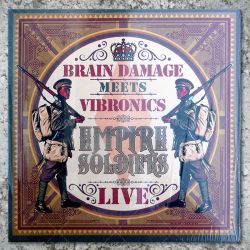 BRAIN DAMAGE
MEETS
VIBRONICS
EMPIRE
SOLDIERS
LIVE